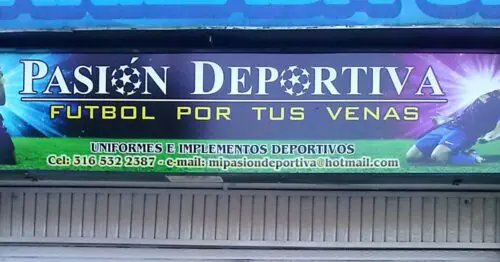 PASIÓN DEPORTIVA
FUTBOL POR TUS VENAS
UNIFORMES E IMPLEMENTOS DEPORTIVOS
Cel: 316 532 2387 - e-mail: mipasiondeportiva@hotmail.com